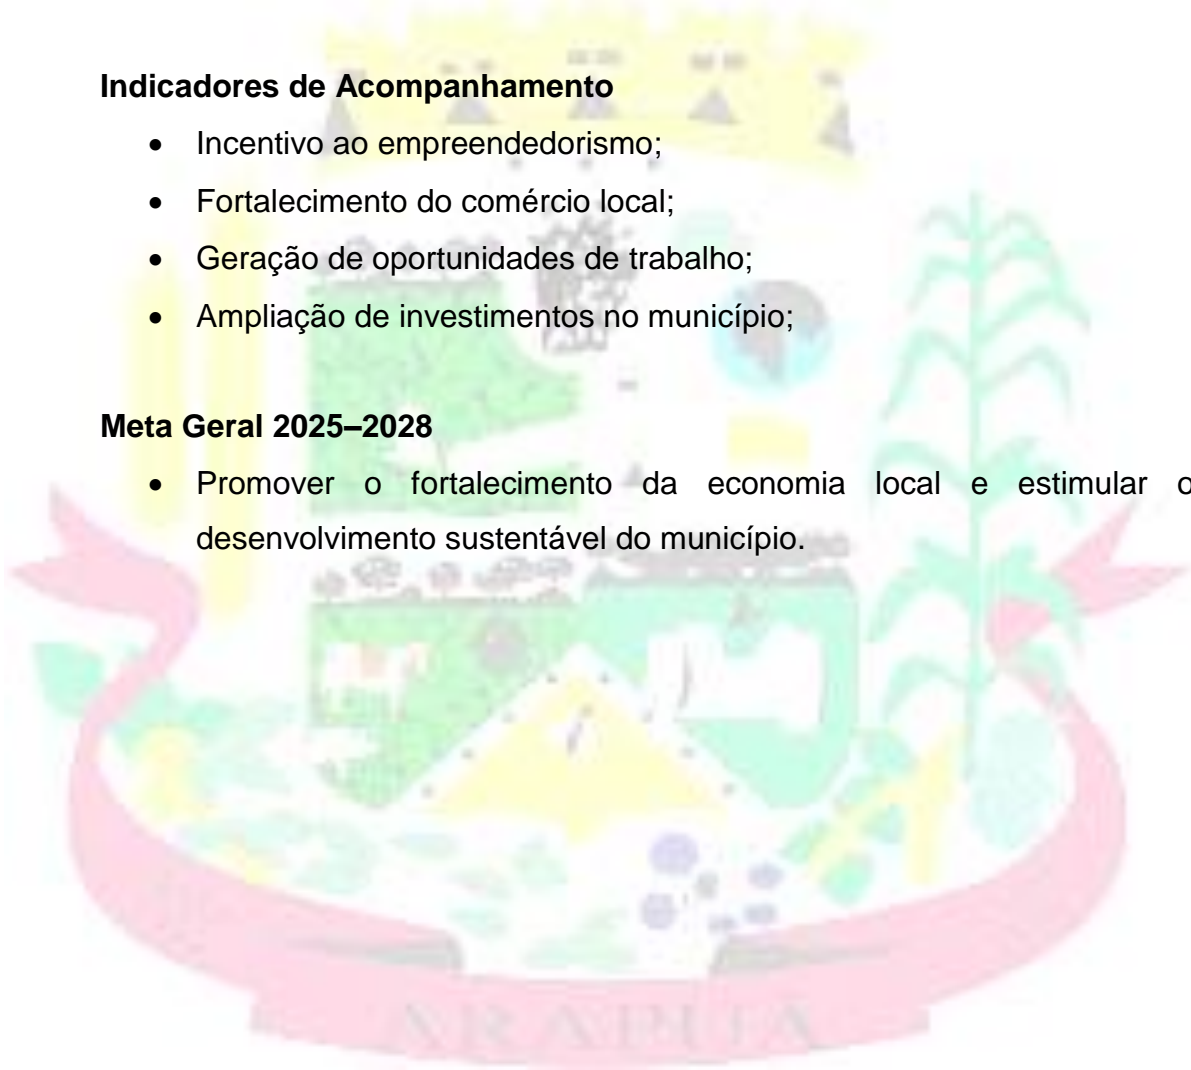 Indicadores de Acompanhamento
• Incentivo ao empreendedorismo;
• Fortalecimento do comércio local;
• Geração de oportunidades de trabalho;
• Ampliação de investimentos no município;
Meta Geral 2025–2028
• Promover o fortalecimento da economia local e estimular o
desenvolvimento sustentável do município.
ARAPUÃ